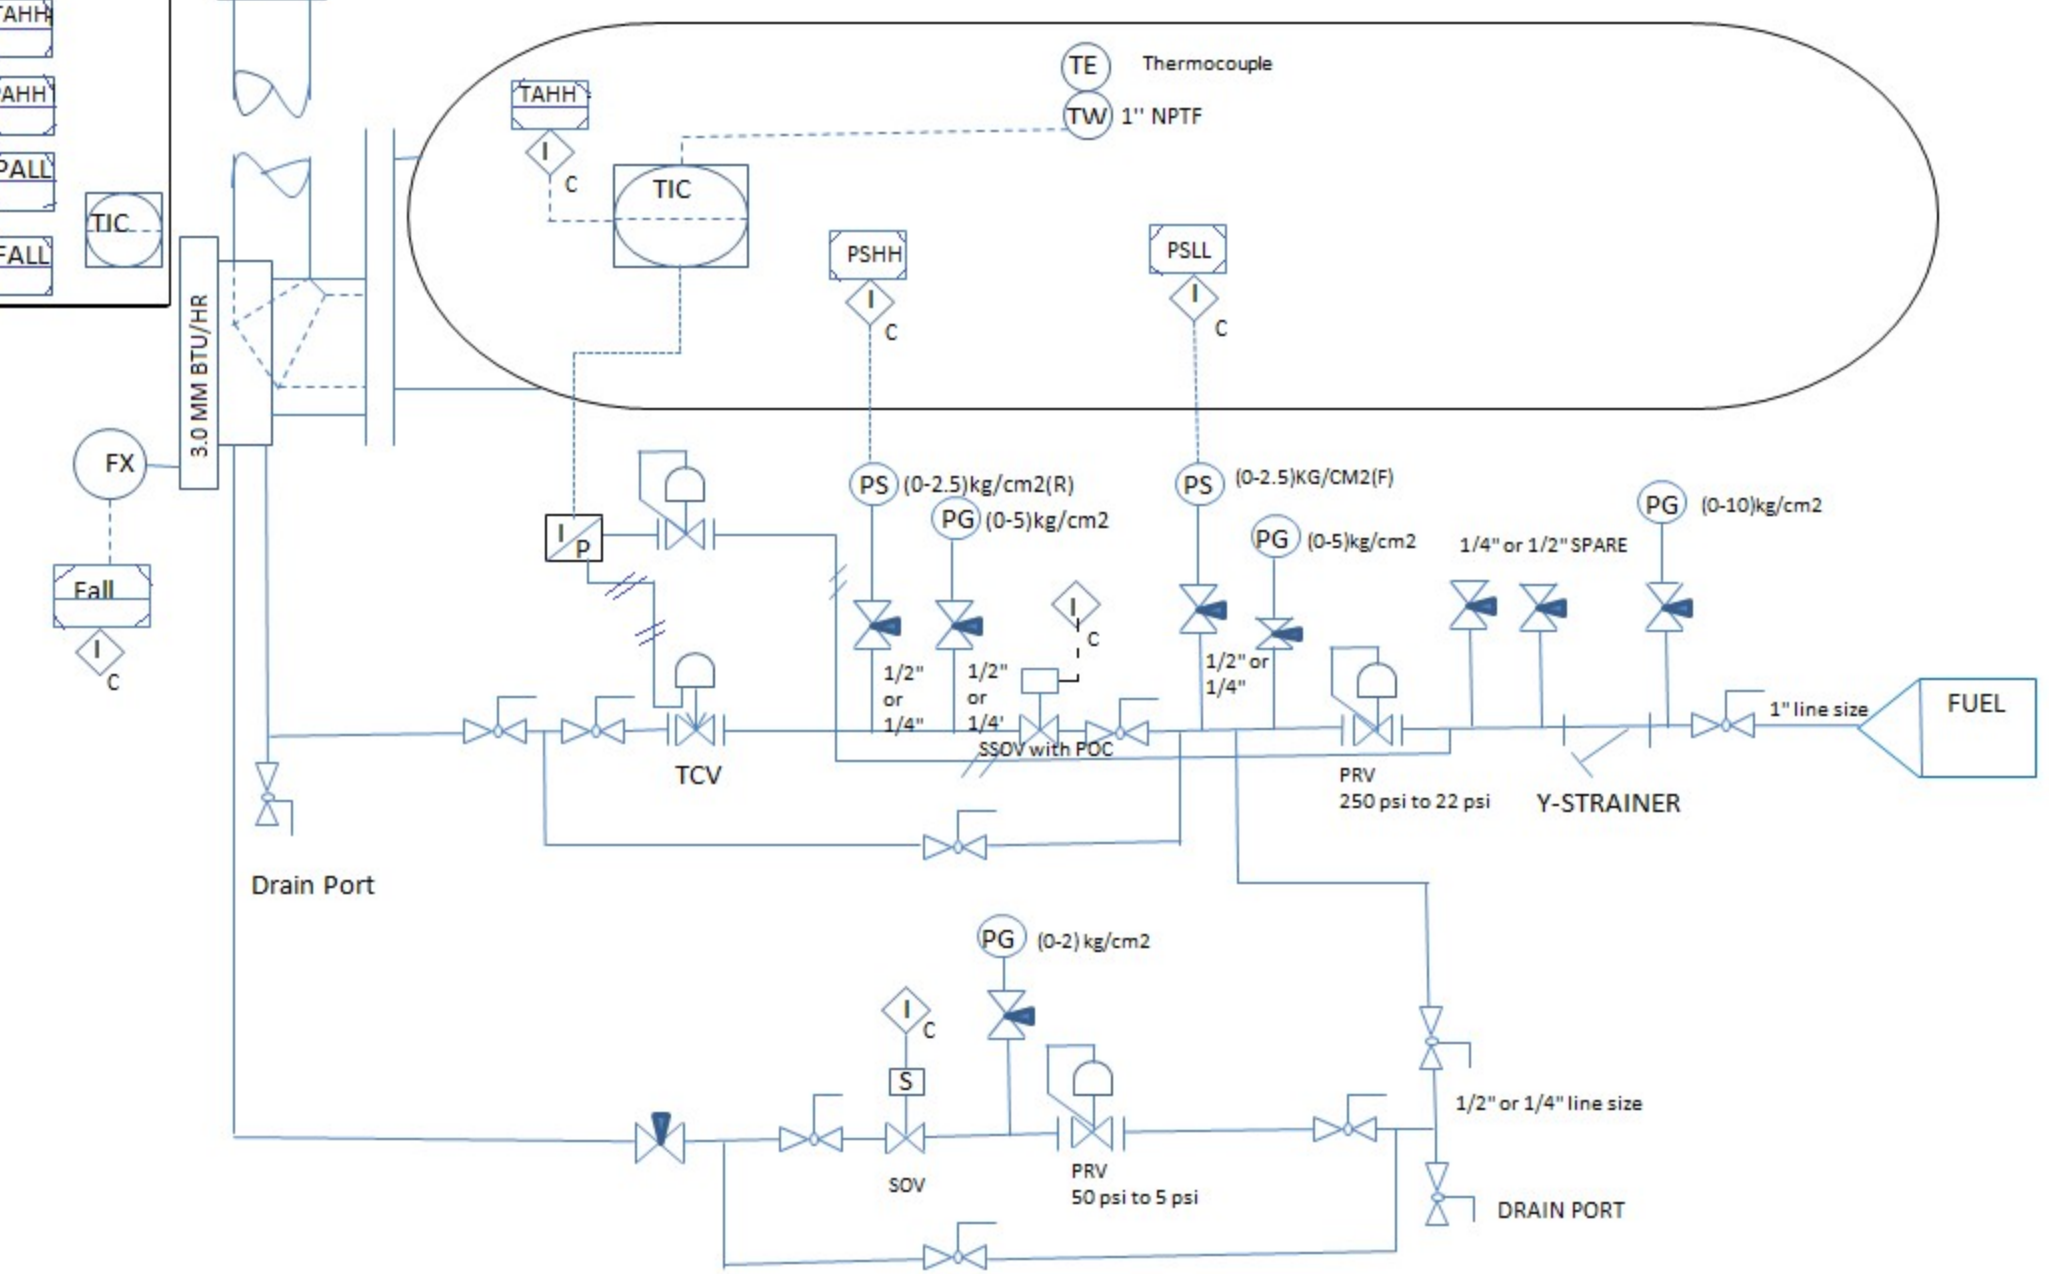 TAHH
AHH
PALL
FALL
TIC
TAHH
I
C
TIC
TE
Thermocouple
TW
1'' NPTF
PSHH
I
C
PSLL
I
C
3.0 MM BTU/HR
FX
Fall
I
C
I
P
PS
(0-2.5)kg/cm2(R)
PG
(0-5)kg/cm2
PS
(0-2.5)KG/CM2(F)
PG
(0-5)kg/cm2
1/4" or 1/2" SPARE
PG
(0-10)kg/cm2
I
C
1/2"
or
1/4"
1/2"
or
1/4'
1/2" or
1/4"
SSOV with POC
TCV
PRV
250 psi to 22 psi
Y-STRAINER
1" line size
FUEL
Drain Port
PG
(0-2) kg/cm2
I
C
S
SOV
PRV
50 psi to 5 psi
1/2" or 1/4" line size
DRAIN PORT